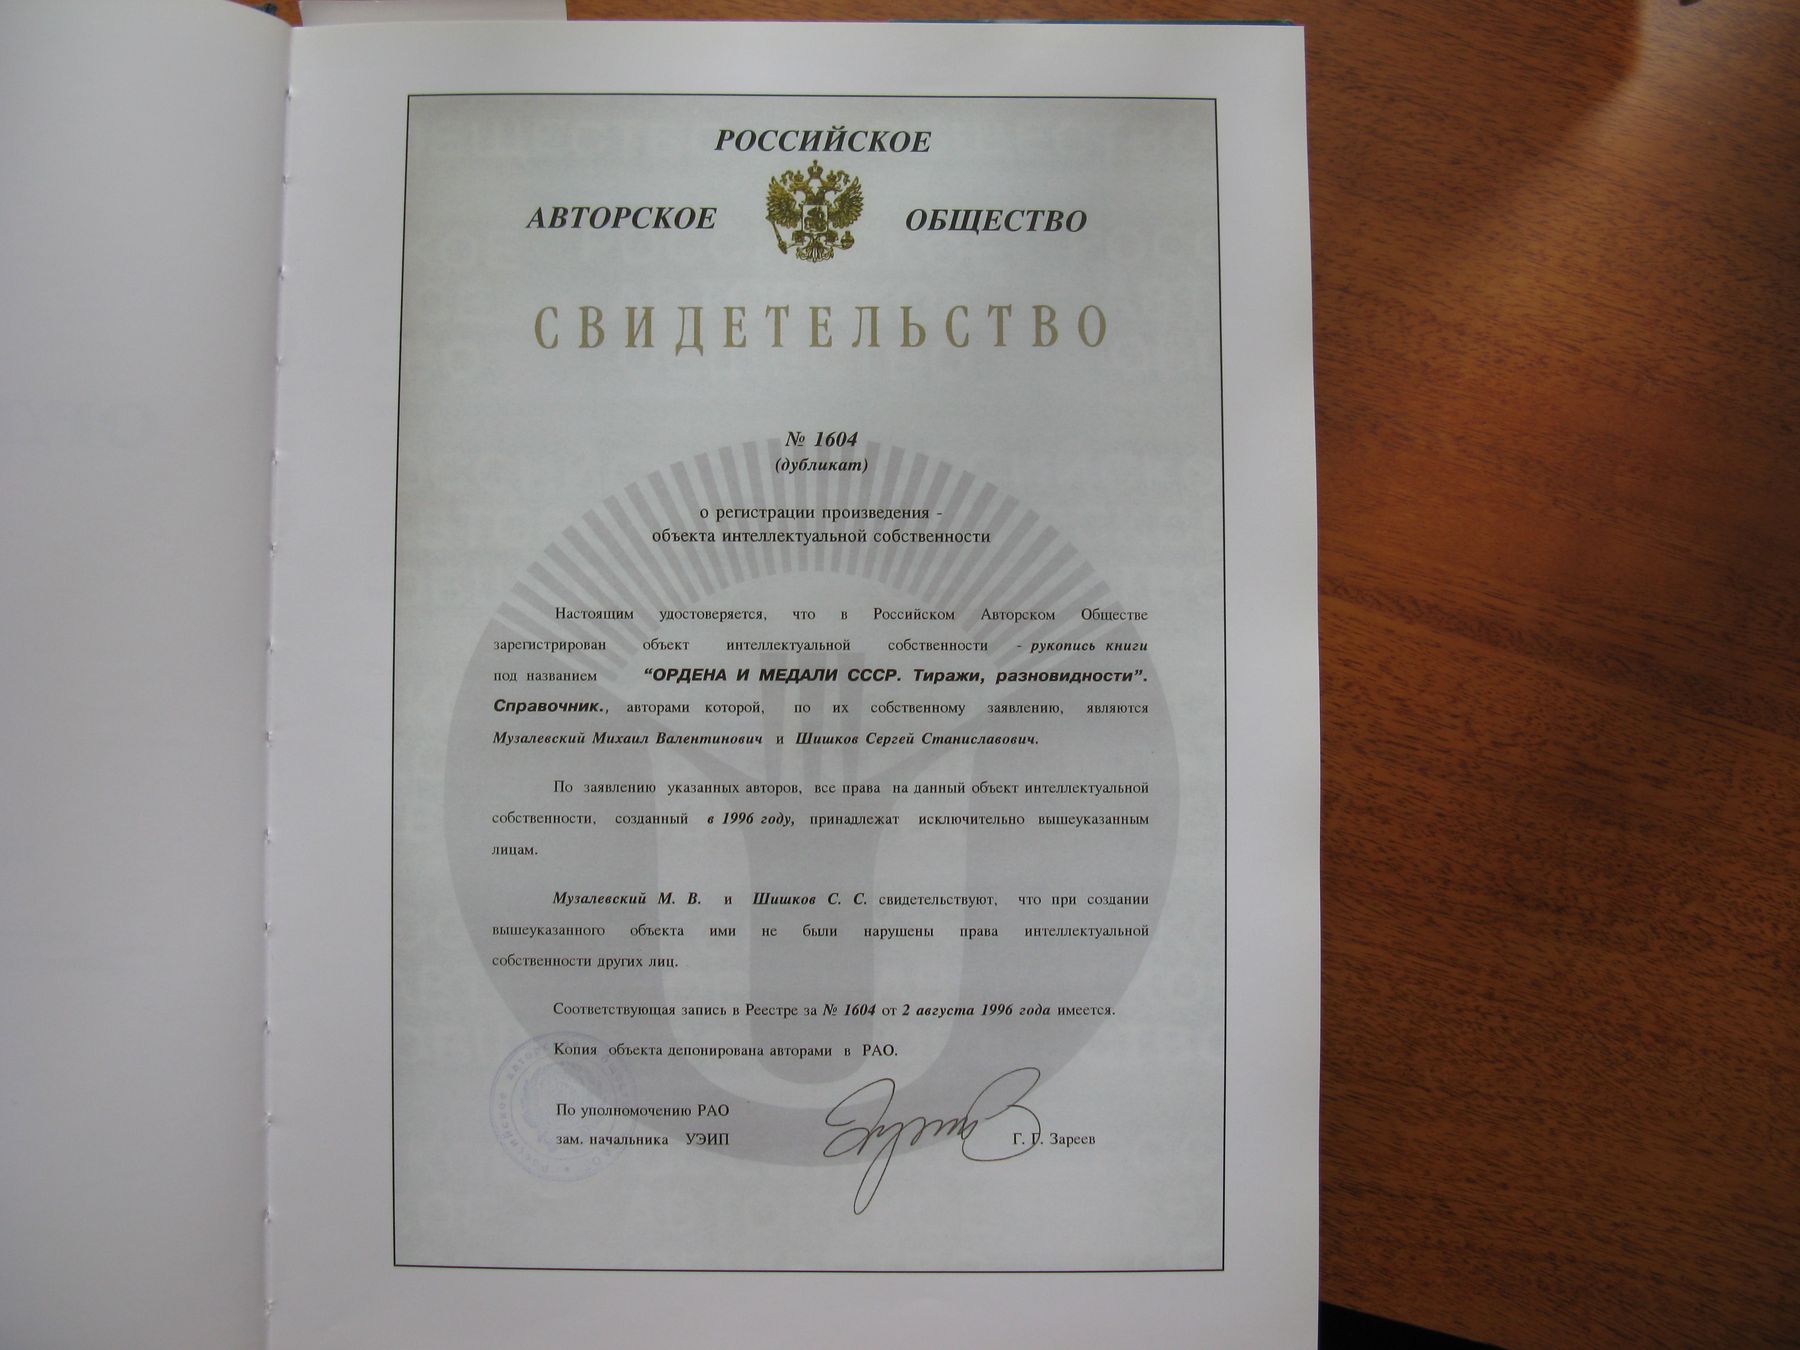 РОССИЙСКОЕ
АВТОРСКОЕ ОБЩЕСТВО
СВИДЕТЕЛЬСТВО
№ 1604
(дубликат)
о регистрации произведения -
объекта интеллектуальной собственности
Настоящим удостоверяется, что в Российском Авторском Обществе
зарегистрирован объект интеллектуальной собственности - рукопись книги
под названием “ОРДЕНА И МЕДАЛИ СССР. Тиражи, разновидности”.
Справочник., авторами которой, по их собственному заявлению, являются
Музалевский Михаил Валентинович и Шишков Сергей Станиславович.
По заявлению указанных авторов, все права на данный объект интеллектуальной
собственности, созданный в 1996 году, принадлежат исключительно вышеуказанным
лицам.
Музалевский М. В. и Шишков С. С. свидетельствуют, что при создании
вышеуказанного объекта ими не были нарушены права интеллектуальной
собственности других лиц.
Соответствующая запись в Реестре за № 1604 от 2 августа 1996 года имеется.
Копия объекта депонирована авторами в РАО.
По уполномочению РАО
зам. начальника УЭИП Г. Г. Зареев